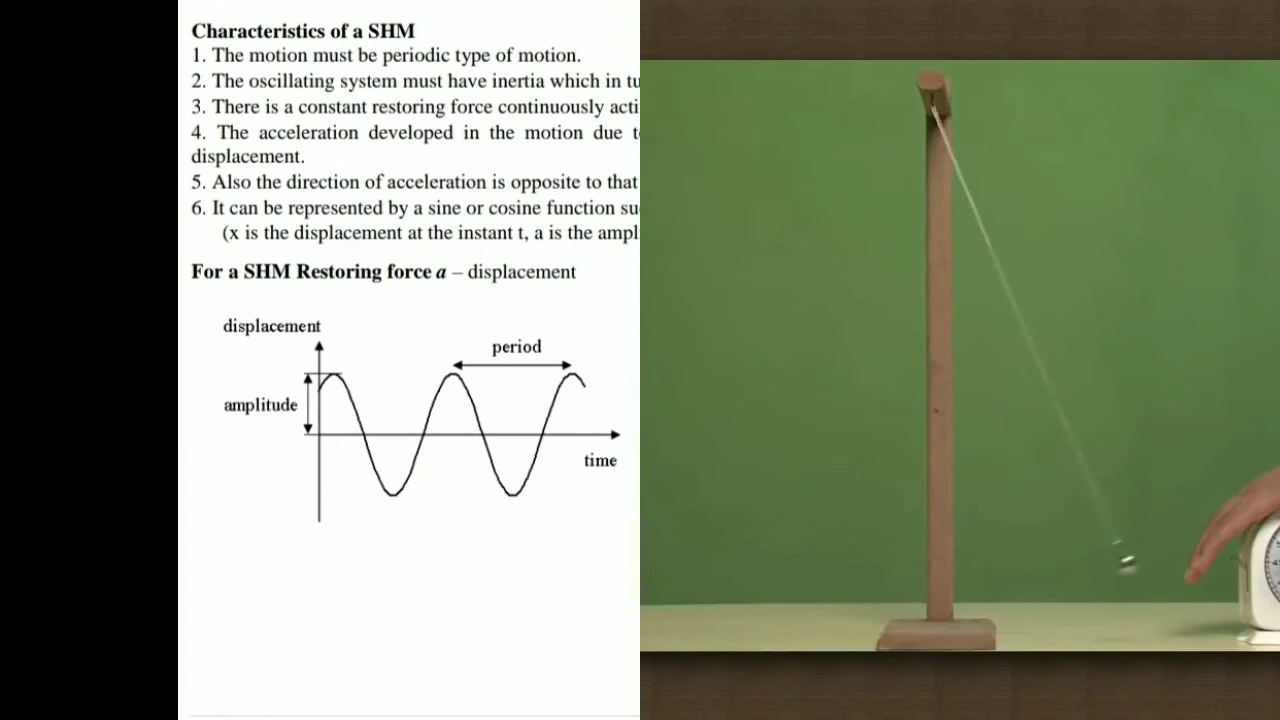 Characteristics of a SHM
1. The motion must be periodic type of motion.
2. The oscillating system must have inertia which in tu
3. There is a constant restoring force continuously acti
4. The acceleration developed in the motion due t
displacement.
5. Also the direction of acceleration is opposite to that
6. It can be represented by a sine or cosine function su
(x is the displacement at the instant t, a is the ampl
For a SHM Restoring force a – displacement
displacement
period
amplitude
time